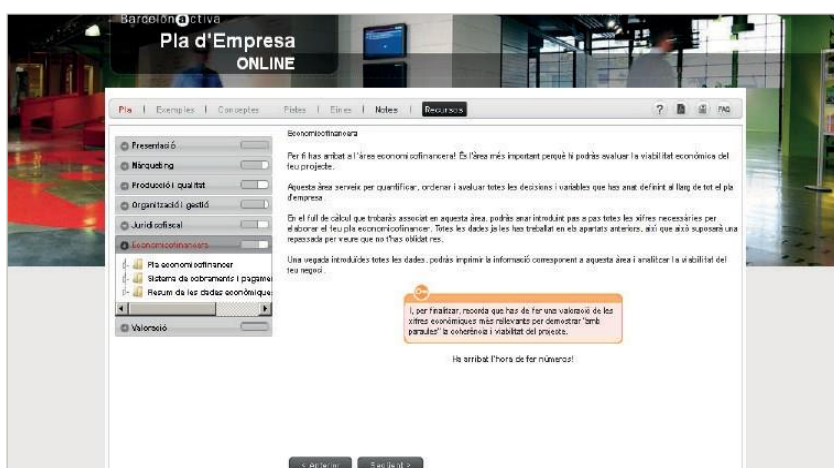 Barcelonactiva
Pla d'Empresa
ONLINE
Pla | Exemples | Conceptes Pistes | Eines | Notes | Recursos ? FAQ
Presentació
Màrqueting
Producció i qualitat
Organització i gestió
Juridicofiscal
Economicofinancera
Pla economicofinancer
Sistema de cobraments i pagame
Resum de les dades econòmique
Valoració
Economicofinancera
Per fi has arribat a l'àrea economicofinancera! És l'àrea més important perquè hi podràs avaluar la viabilitat econòmica del
teu projecte.
Aquesta àrea serveix per quantificar, ordenar i avaluar totes les decisions i variables que has anat definint al llarg de tot el pla
d'empresa.
En el full de càlcul que trobaràs associat en aquesta àrea, podràs anar introduint pas a pas totes les xifres necessàries per
elaborar el teu pla economicofinancer. Totes les dades ja les has treballat en els apartats anteriors, així que això suposarà una
repassada per veure que no t'has oblidat res.
Una vegada introduïdes totes les dades, podràs imprimir la informació corresponent a aquesta àrea i analitzar la viabilitat del
teu negoci.
I, per finalitzar, recorda que has de fer una valoració de les
xifres econòmiques més rellevants per demostrar "amb
paraules" la coherència i viabilitat del projecte.
Ha arribat l'hora de fer números!
< Anterior Següent >